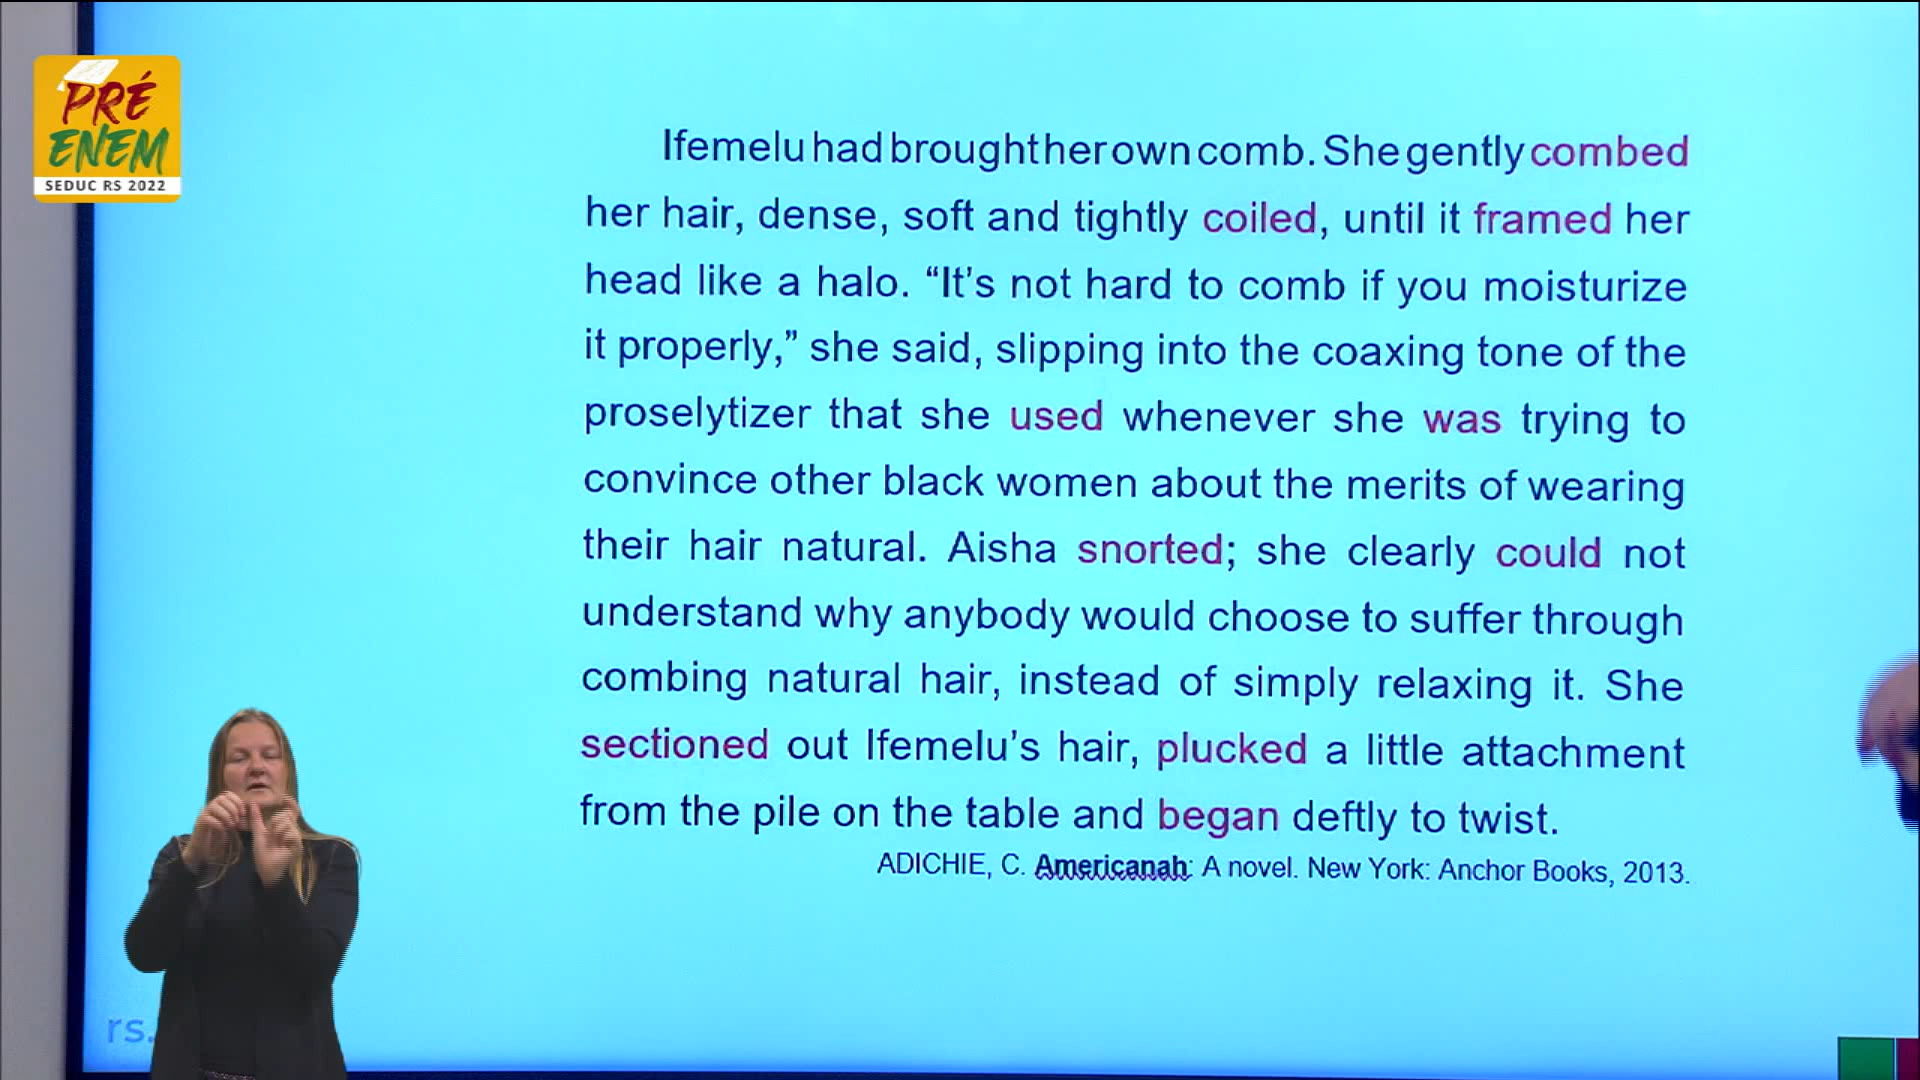 PRÉ
ENEM
SEDUC RS 2022
Ifemelu had brought her own comb. She gently combed
her hair, dense, soft and tightly coiled, until it framed her
head like a halo. “It’s not hard to comb if you moisturize
it properly,” she said, slipping into the coaxing tone of the
proselytizer that she used whenever she was trying to
convince other black women about the merits of wearing
their hair natural. Aisha snorted; she clearly could not
understand why anybody would choose to suffer through
combing natural hair, instead of simply relaxing it. She
sectioned out Ifemelu’s hair, plucked a little attachment
from the pile on the table and began deftly to twist.
ADICHIE, C. Americanah: A novel. New York: Anchor Books, 2013.
rs.